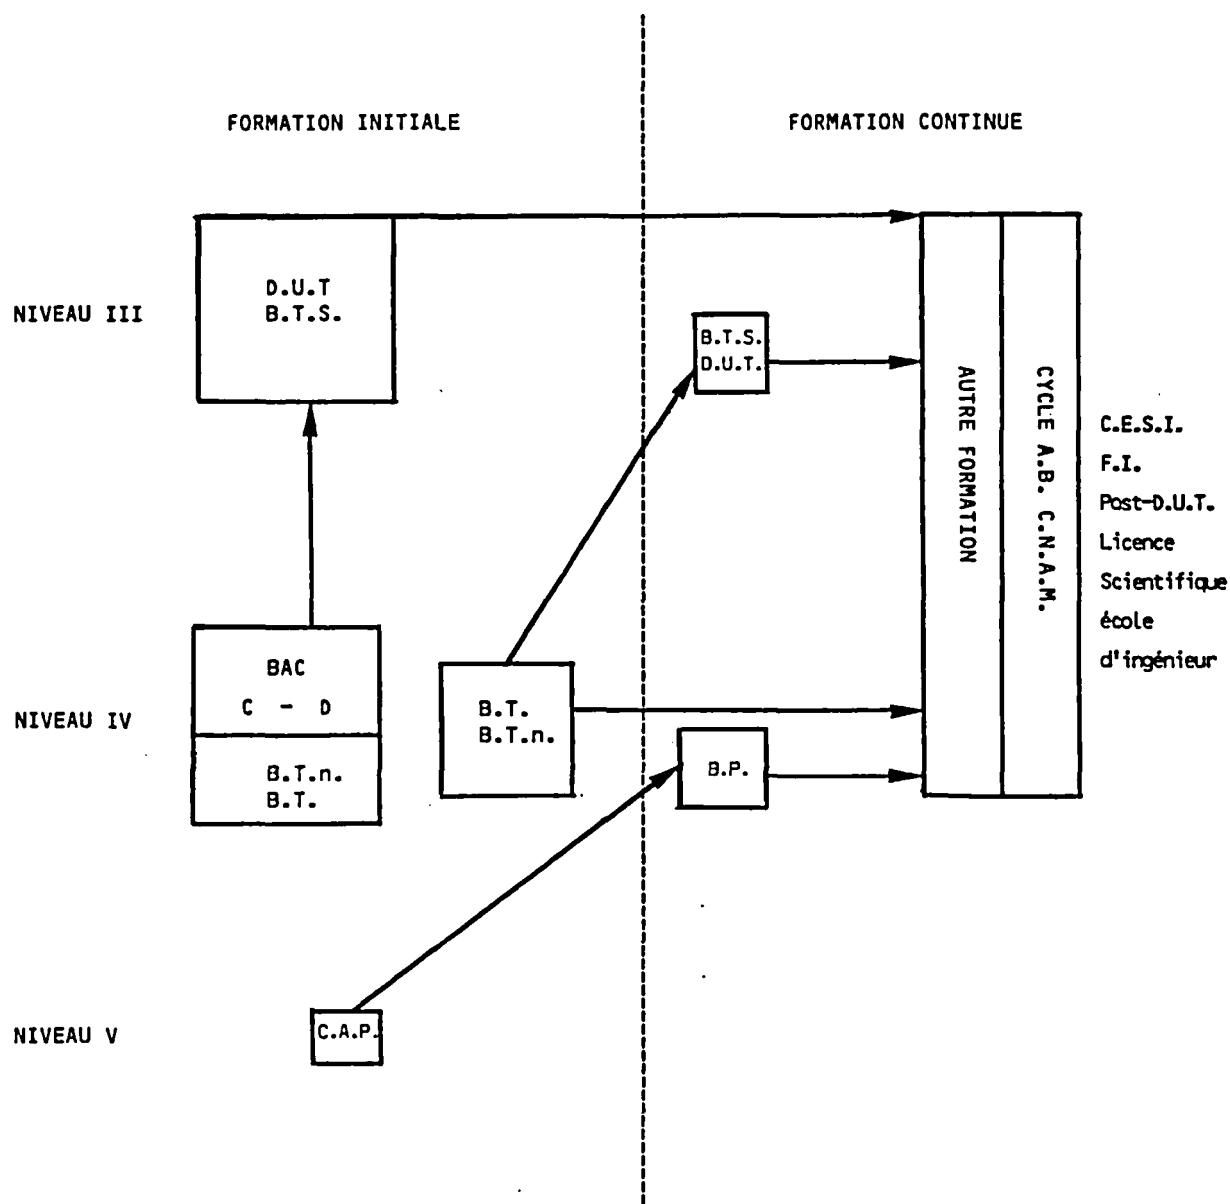 FORMATION INITIALE
FORMATION CONTINUE
NIVEAU III
D.U.T
B.T.S.
B.T.S.
D.U.T.
AUTRE FORMATION
CYCLE A.B. C.N.A.M.
C.E.S.I.
F.I.
Post-D.U.T.
Licence
Scientifique
école
d'ingénieur
NIVEAU IV
BAC
C - D
B.T.n.
B.T.
B.T.
B.T.n.
B.P.
NIVEAU V
C.A.P.